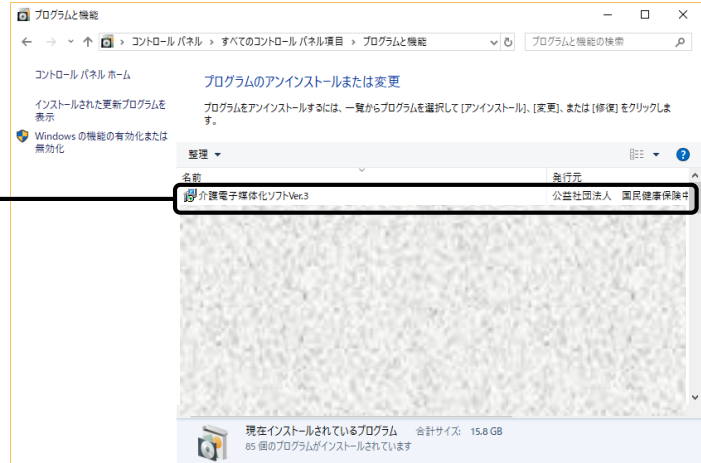 プログラムと機能
コントロール パネル › すべてのコントロール パネル項目 › プログラムと機能
プログラムと機能の検索
コントロール パネル ホーム
インストールされた更新プログラムを
表示
Windows の機能の有効化または
無効化
プログラムのアンインストールまたは変更
プログラムをアンインストールするには、一覧からプログラムを選択して [アンインストール]、[変更]、または [修復] をクリックしま
す。
整理
名前 発行元
介護電子媒体化ソフトVer.3 公益社団法人 国民健康保険中
現在インストールされているプログラム 合計サイズ: 15.8 GB
85 個のプログラムがインストールされています